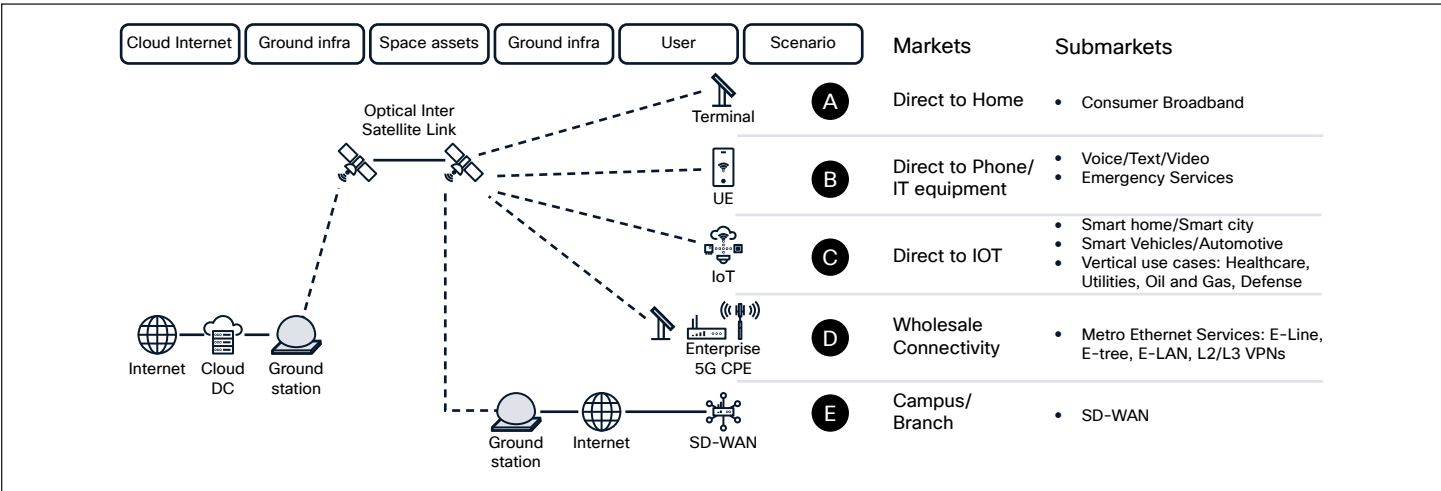 Cloud Internet
Ground infra
Space assets
Ground infra
User
Scenario
Markets
Submarkets
Optical Inter
Satellite Link
Terminal
A
Direct to Home
• Consumer Broadband
UE
B
Direct to Phone/
IT equipment
• Voice/Text/Video
• Emergency Services
IoT
C
Direct to IOT
• Smart home/Smart city
• Smart Vehicles/Automotive
• Vertical use cases: Healthcare,
Utilities, Oil and Gas, Defense
Internet
Cloud
DC
Ground
station
Enterprise
5G CPE
D
Wholesale
Connectivity
• Metro Ethernet Services: E-Line,
E-tree, E-LAN, L2/L3 VPNs
Ground
station
Internet
SD-WAN
E
Campus/
Branch
• SD-WAN